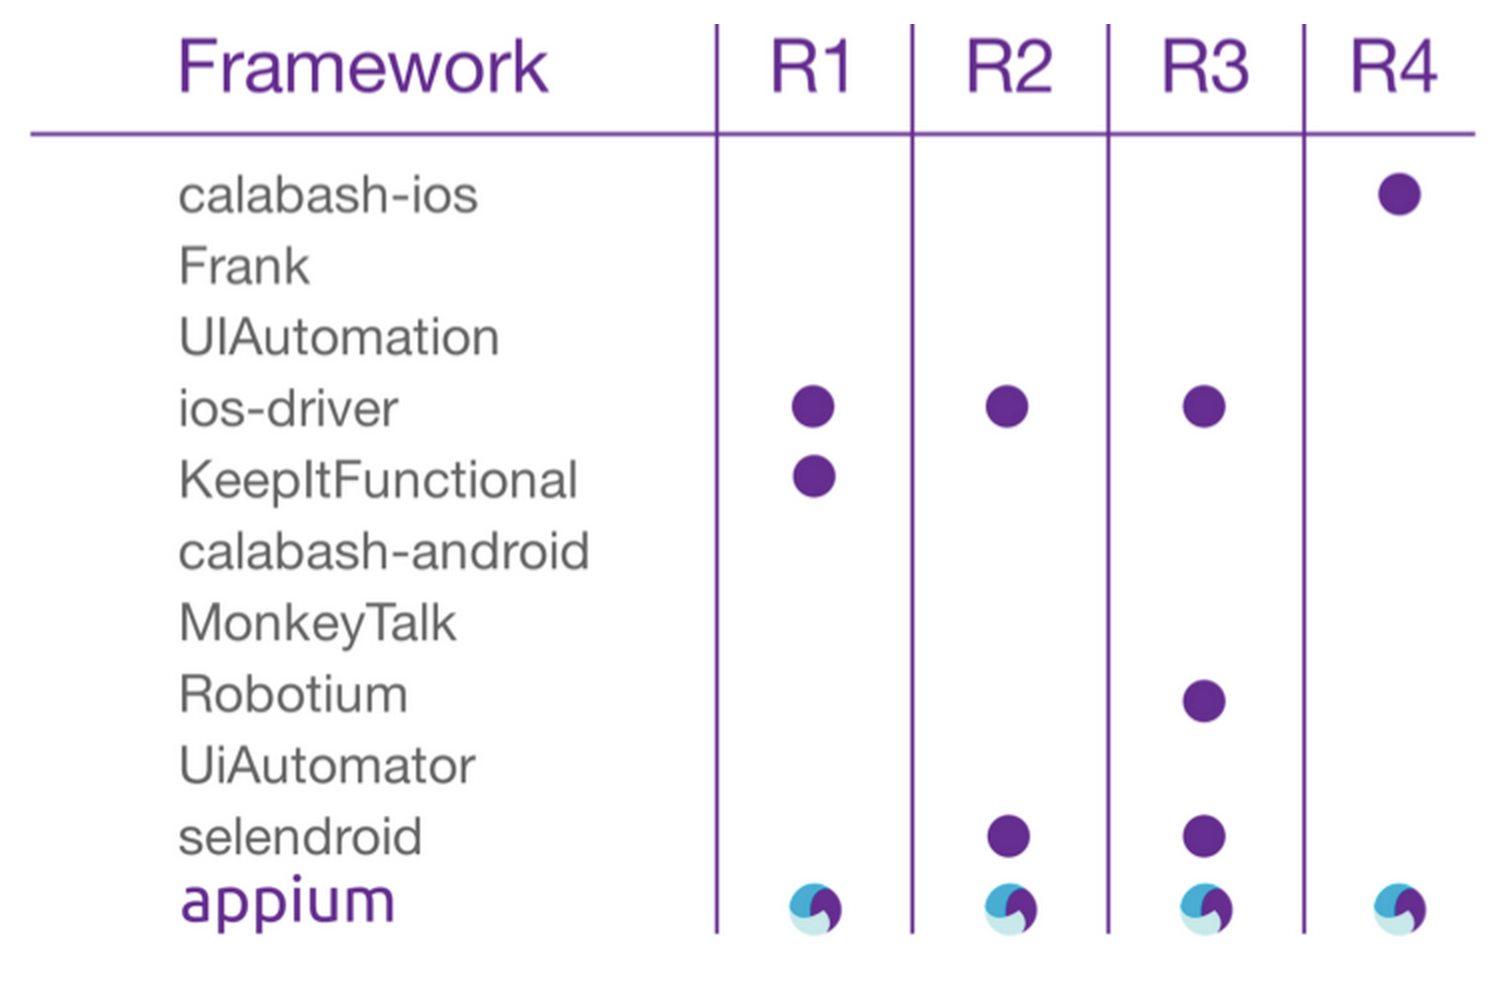 Framework R1 R2 R3 R4
calabash-ios
Frank
UIAutomation
ios-driver
KeepItFunctional
calabash-android
MonkeyTalk
Robotium
UiAutomator
selendroid
appium